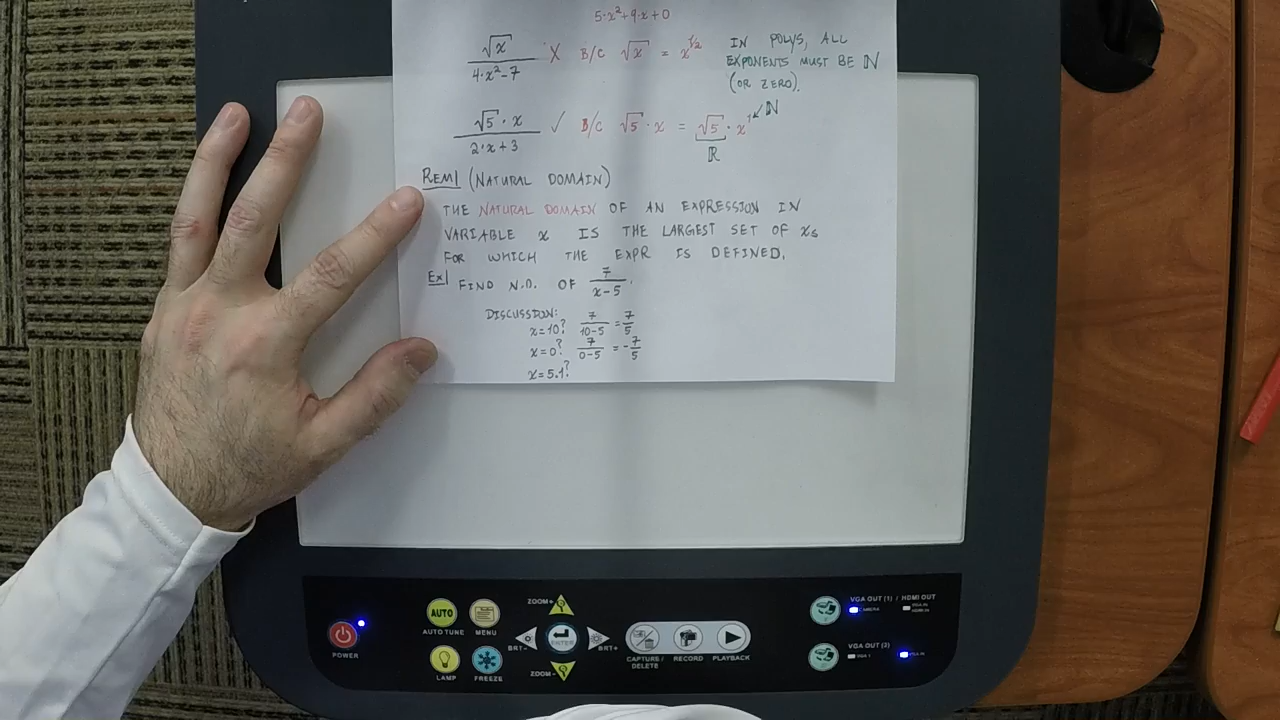 5·x²+9·x+0
√x / 4·x²-7 X B/C √x = x^1/2 IN POLYS, ALL EXPONENTS MUST BE ℕ (OR ZERO).
√5 · x / 2·x+3 ✓ B/C √5 · x = √5 · x¹ ← ℕ
ℝ
REM| (NATURAL DOMAIN)
THE NATURAL DOMAIN OF AN EXPRESSION IN
VARIABLE x IS THE LARGEST SET OF xs
FOR WHICH THE EXPR IS DEFINED.
EX| FIND N.D. OF 7 / x-5.
DISCUSSION:
x=10? 7 / 10-5 = 7 / 5
x=0? 7 / 0-5 = -7 / 5
x=5.1?
POWER
AUTO
AUTO TUNE
MENU
LAMP
FREEZE
ZOOM+
BRT-
ENTER
BRT+
ZOOM-
CAPTURE/
DELETE
RECORD
PLAYBACK
VGA OUT (1) / HDMI OUT
CAMERA
VGA OUT (2)
VGA 1